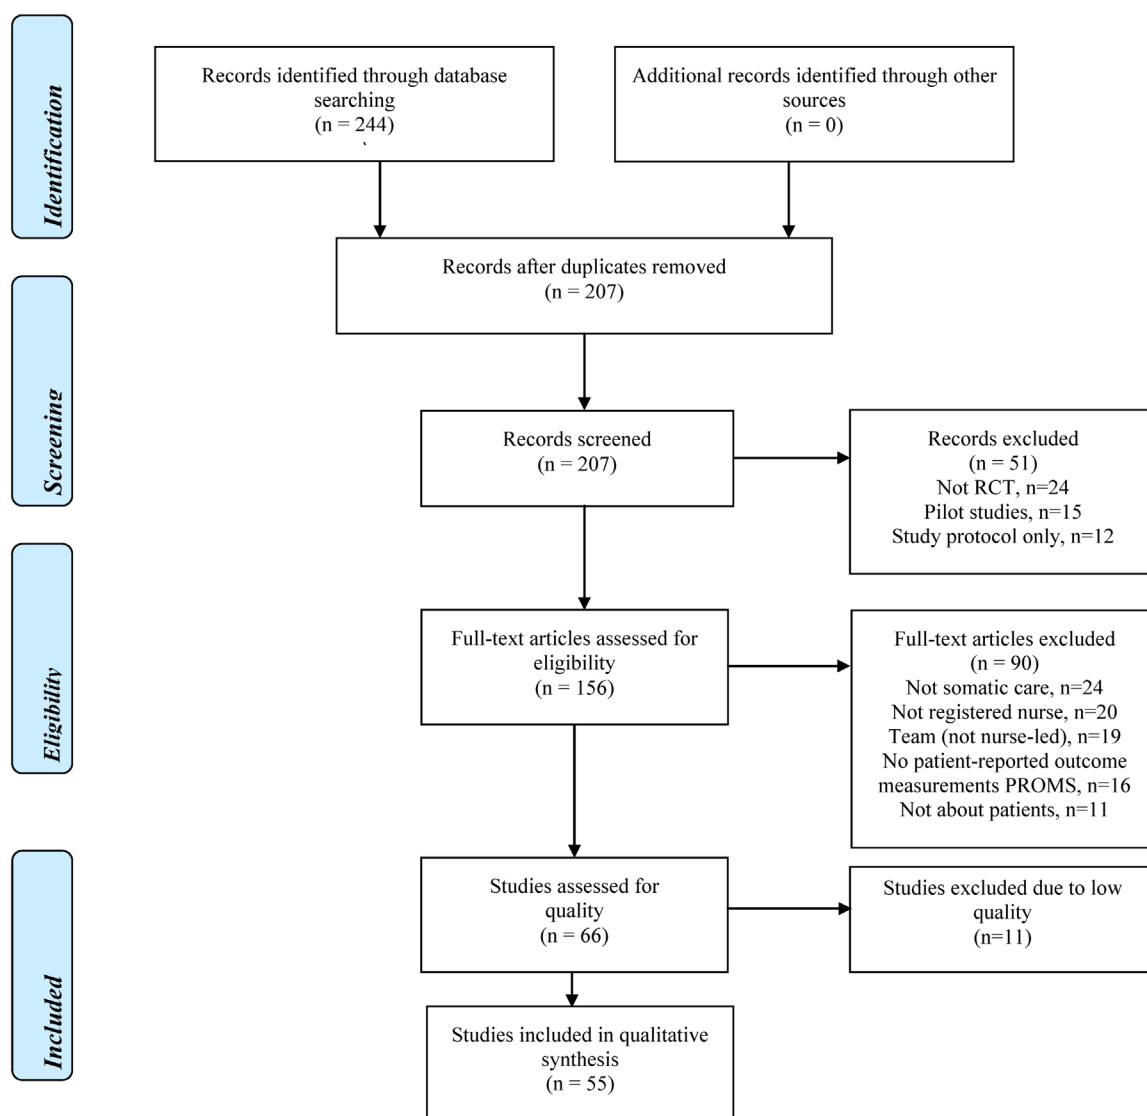 Identification
Records identified through database
searching
(n = 244)
Additional records identified through other
sources
(n = 0)
Records after duplicates removed
(n = 207)
Screening
Records screened
(n = 207)
Records excluded
(n = 51)
Not RCT, n=24
Pilot studies, n=15
Study protocol only, n=12
Eligibility
Full-text articles assessed for
eligibility
(n = 156)
Full-text articles excluded
(n = 90)
Not somatic care, n=24
Not registered nurse, n=20
Team (not nurse-led), n=19
No patient-reported outcome
measurements PROMS, n=16
Not about patients, n=11
Included
Studies assessed for
quality
(n = 66)
Studies excluded due to low
quality
(n=11)
Studies included in qualitative
synthesis
(n = 55)